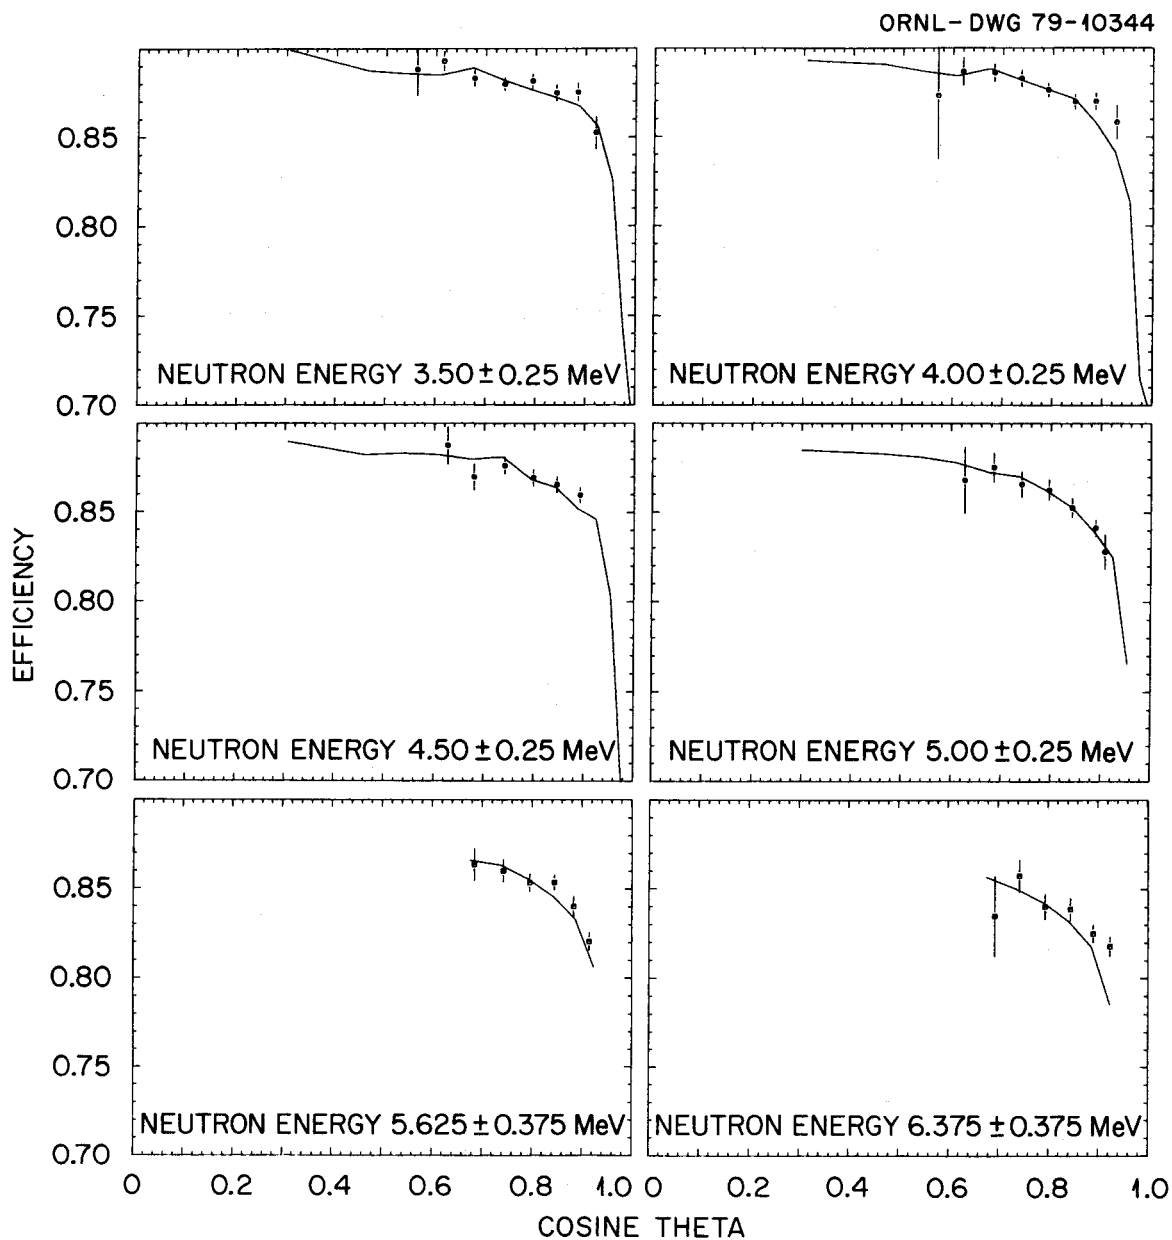 ORNL-DWG 79-10344
0.85
0.80
0.75
0.70
NEUTRON ENERGY 3.50±0.25 MeV
NEUTRON ENERGY 4.00±0.25 MeV
0.85
0.80
0.75
0.70
NEUTRON ENERGY 4.50±0.25 MeV
NEUTRON ENERGY 5.00±0.25 MeV
EFFICIENCY
0.85
0.80
0.75
0.70
NEUTRON ENERGY 5.625±0.375 MeV
NEUTRON ENERGY 6.375±0.375 MeV
0 0.2 0.4 0.6 0.8 1.0 0 0.2 0.4 0.6 0.8 1.0
COSINE THETA